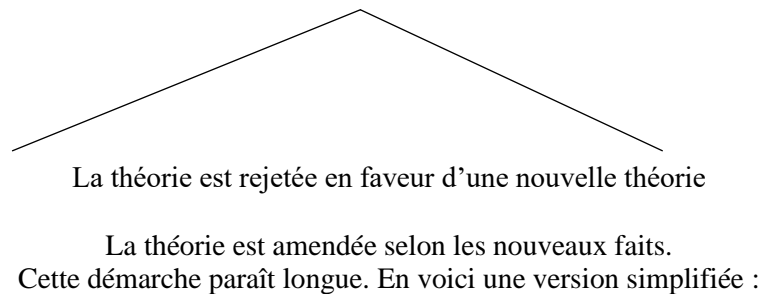 La théorie est rejetée en faveur d’une nouvelle théorie
La théorie est amendée selon les nouveaux faits.
Cette démarche paraît longue. En voici une version simplifiée :